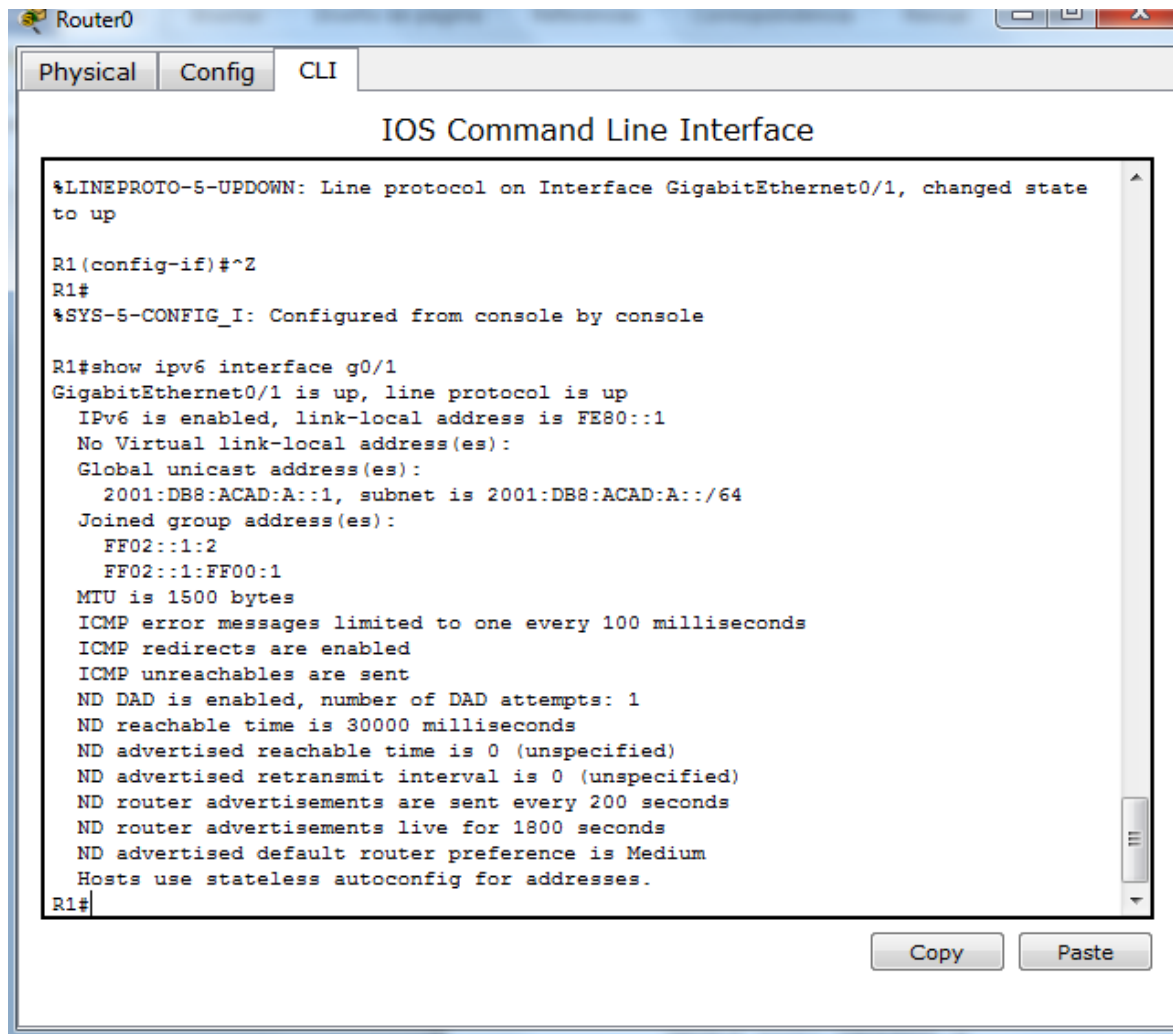 Router0
Physical Config CLI
IOS Command Line Interface
%LINEPROTO-5-UPDOWN: Line protocol on Interface GigabitEthernet0/1, changed state
to up
R1(config-if)#^Z
R1#
%SYS-5-CONFIG_I: Configured from console by console
R1#show ipv6 interface g0/1
GigabitEthernet0/1 is up, line protocol is up
IPv6 is enabled, link-local address is FE80::1
No Virtual link-local address(es):
Global unicast address(es):
2001:DB8:ACAD:A::1, subnet is 2001:DB8:ACAD:A::/64
Joined group address(es):
FF02::1:2
FF02::1:FF00:1
MTU is 1500 bytes
ICMP error messages limited to one every 100 milliseconds
ICMP redirects are enabled
ICMP unreachables are sent
ND DAD is enabled, number of DAD attempts: 1
ND reachable time is 30000 milliseconds
ND advertised reachable time is 0 (unspecified)
ND advertised retransmit interval is 0 (unspecified)
ND router advertisements are sent every 200 seconds
ND router advertisements live for 1800 seconds
ND advertised default router preference is Medium
Hosts use stateless autoconfig for addresses.
R1#
Copy Paste